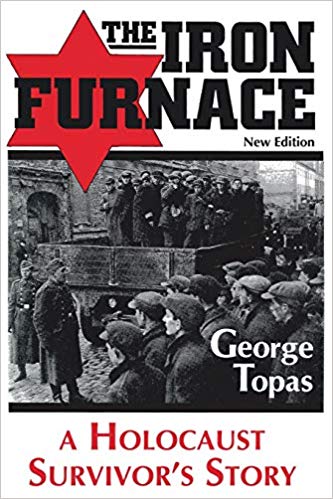 THE IRON
FURNACE
New Edition
George
Topas
A HOLOCAUST
SURVIVOR'S STORY